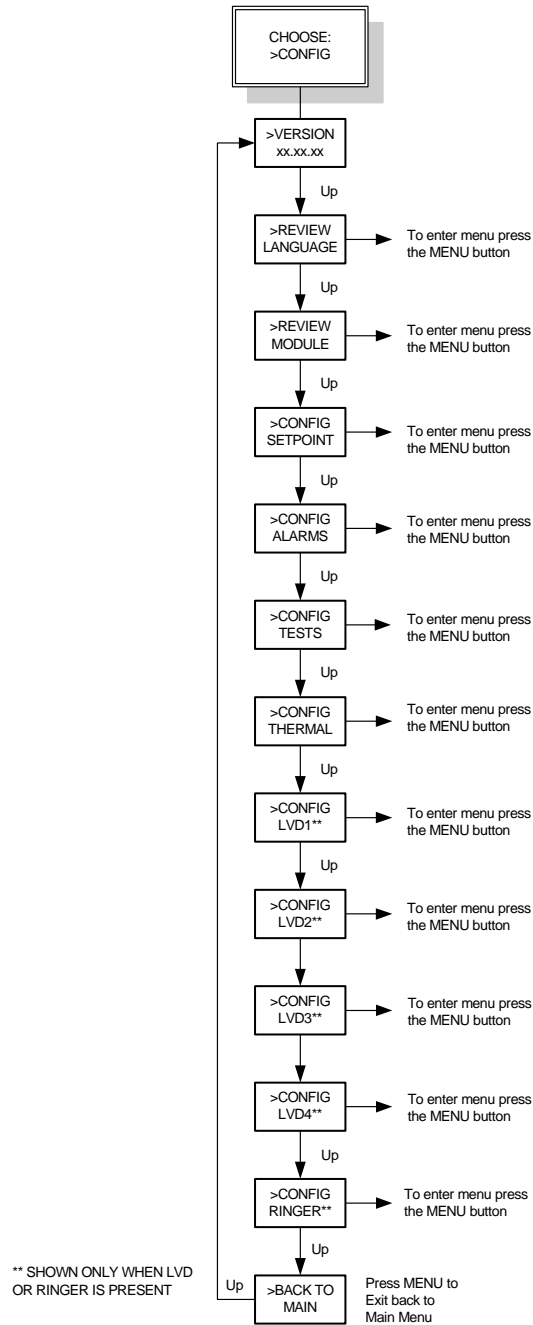 CHOOSE:
>CONFIG
>VERSION
xx.xx.xx
Up
>REVIEW
LANGUAGE
To enter menu press
the MENU button
Up
>REVIEW
MODULE
To enter menu press
the MENU button
Up
>CONFIG
SETPOINT
To enter menu press
the MENU button
Up
>CONFIG
ALARMS
To enter menu press
the MENU button
Up
>CONFIG
TESTS
To enter menu press
the MENU button
Up
>CONFIG
THERMAL
To enter menu press
the MENU button
Up
>CONFIG
LVD1**
To enter menu press
the MENU button
Up
>CONFIG
LVD2**
To enter menu press
the MENU button
>CONFIG
LVD3**
To enter menu press
the MENU button
>CONFIG
LVD4**
To enter menu press
the MENU button
Up
>CONFIG
RINGER**
To enter menu press
the MENU button
Up
** SHOWN ONLY WHEN LVD
OR RINGER IS PRESENT
Up
>BACK TO
MAIN
Press MENU to
Exit back to
Main Menu